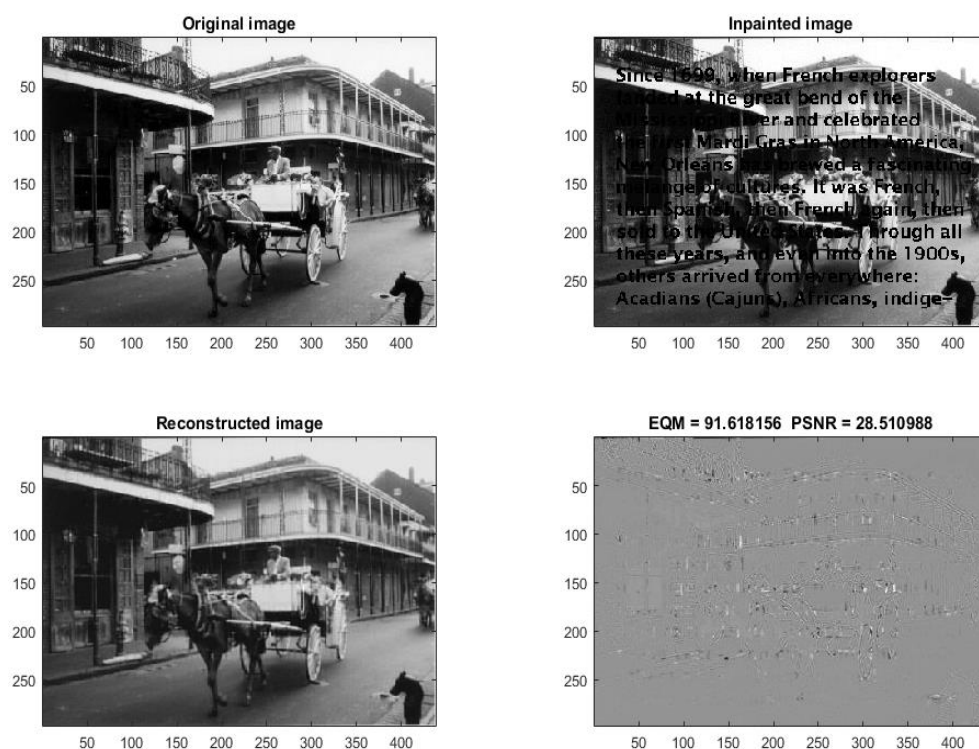 Original image
Inpainted image
50
100
150
200
250
50 100 150 200 250 300 350 400
50
100
150
200
250
Since 1699, when French explorers
landed at the great bend of the
Mississippi River and celebrated
the first Mardi Gras in North America,
New Orleans has brewed a fascinating
melange of cultures. It was French,
then Spanish, then French again, then
sold to the United States. Through all
these years, and even into the 1900s,
others arrived from everywhere:
Acadians (Cajuns), Africans, indige-
50 100 150 200 250 300 350 400
Reconstructed image
EQM = 91.618156 PSNR = 28.510988
50
100
150
200
250
50 100 150 200 250 300 350 400
50
100
150
200
250
50 100 150 200 250 300 350 400